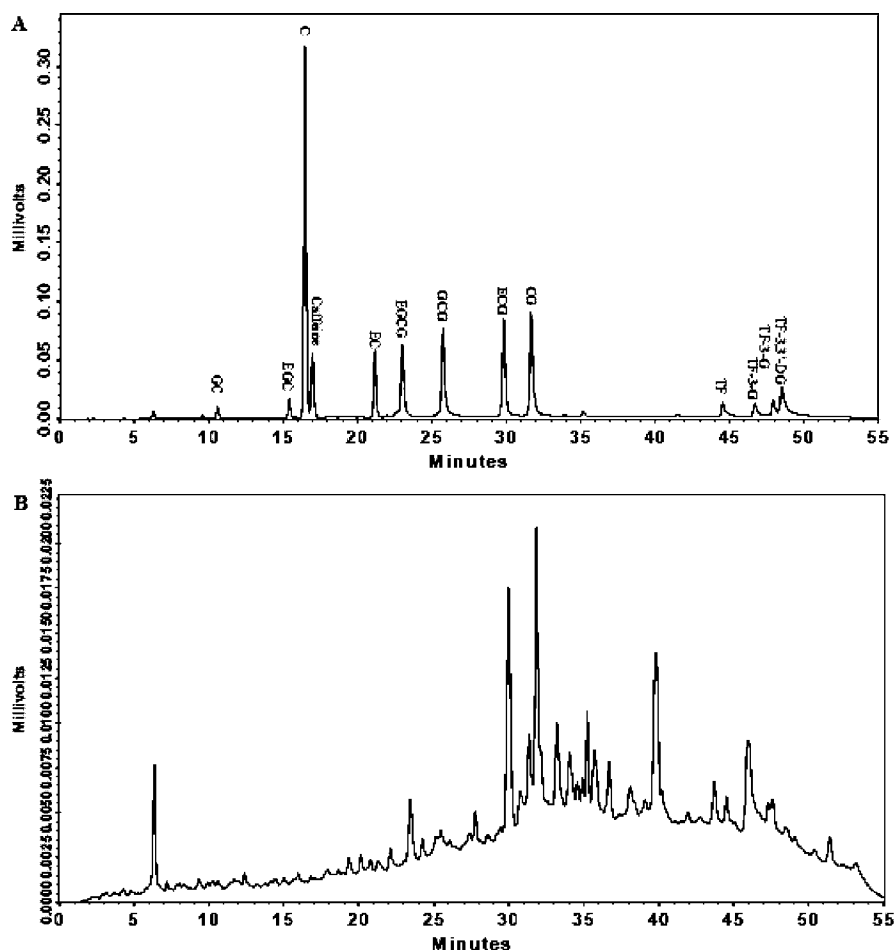 A
C
0.30
0.25
0.20
0.15
0.10
0.05
0.00
Millivolts
GC
EGC
Caffeine
EC
EGCG
GCG
ECG
CG
TF
TF-3-G
TF-3-G
TF-3,3'-DG
5 10 15 20 25 30 35 40 45 50 55
Minutes
B
0.0225
0.0200
0.0175
0.0150
0.0125
0.0100
0.0075
0.0050
0.0025
0.0000
Millivolts
0 5 10 15 20 25 30 35 40 45 50 55
Minutes